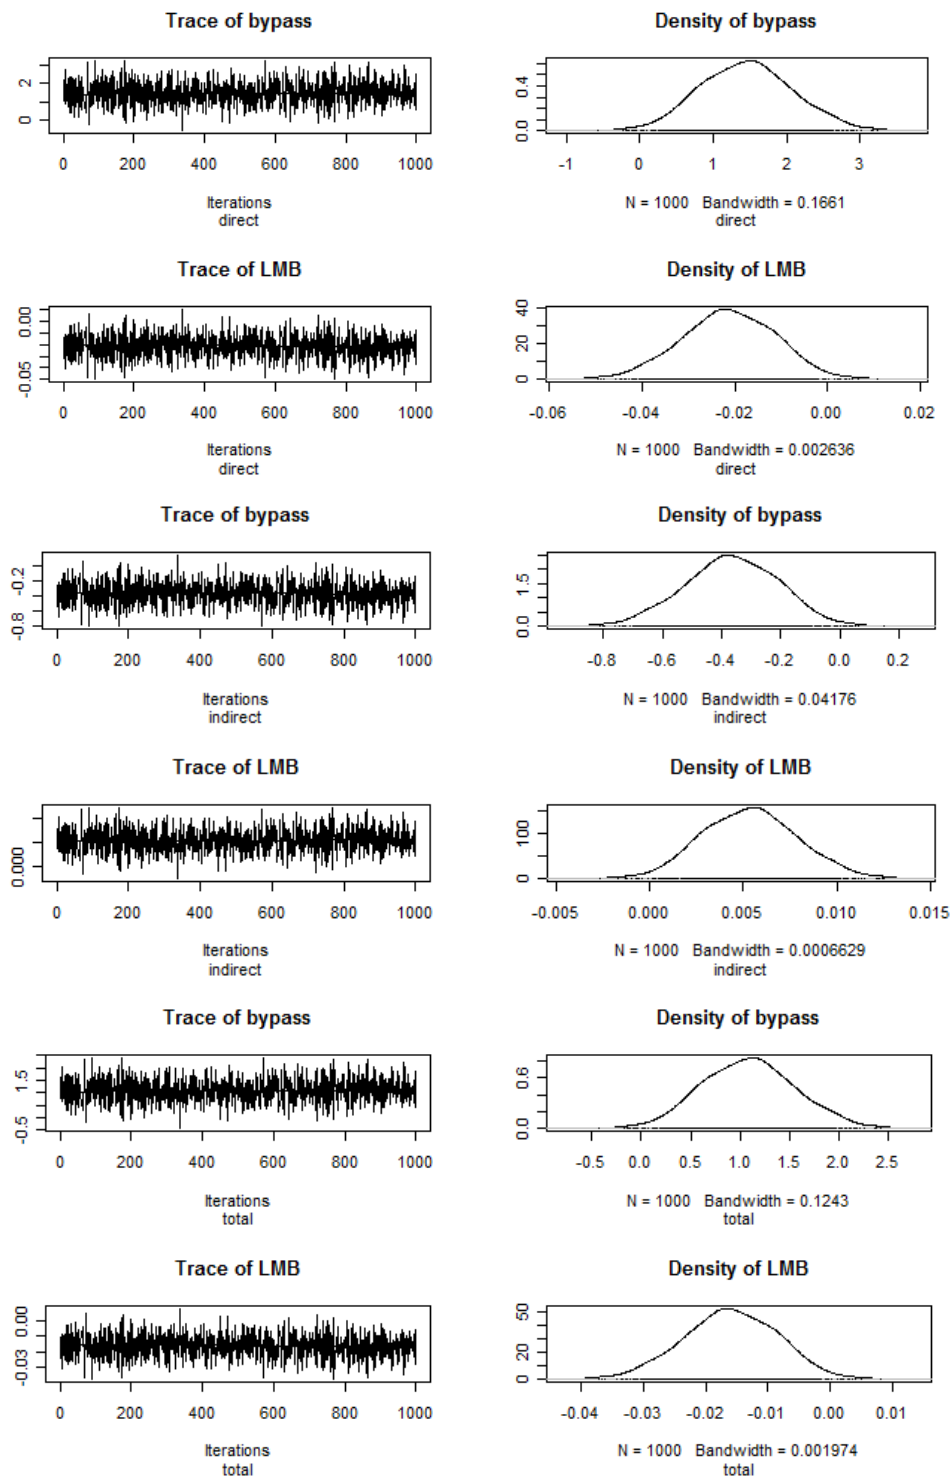 Trace of bypass
2
0
0 200 400 600 800 1000
Iterations
direct
Density of bypass
0.4
0.0
-1 0 1 2 3
N = 1000 Bandwidth = 0.1661
direct
Trace of LMB
0.00
-0.05
0 200 400 600 800 1000
Iterations
direct
Density of LMB
40
20
0
-0.06 -0.04 -0.02 0.00 0.02
N = 1000 Bandwidth = 0.002636
direct
Trace of bypass
-0.2
-0.8
0 200 400 600 800 1000
Iterations
indirect
Density of bypass
1.5
0.0
-0.8 -0.6 -0.4 -0.2 0.0 0.2
N = 1000 Bandwidth = 0.04176
indirect
Trace of LMB
0.000
0 200 400 600 800 1000
Iterations
indirect
Density of LMB
100
0
-0.005 0.000 0.005 0.010 0.015
N = 1000 Bandwidth = 0.0006629
indirect
Trace of bypass
1.5
-0.5
0 200 400 600 800 1000
Iterations
total
Density of bypass
0.6
0.0
-0.5 0.0 0.5 1.0 1.5 2.0 2.5
N = 1000 Bandwidth = 0.1243
total
Trace of LMB
0.00
-0.03
0 200 400 600 800 1000
Iterations
total
Density of LMB
50
20
0
-0.04 -0.03 -0.02 -0.01 0.00 0.01
N = 1000 Bandwidth = 0.001974
total